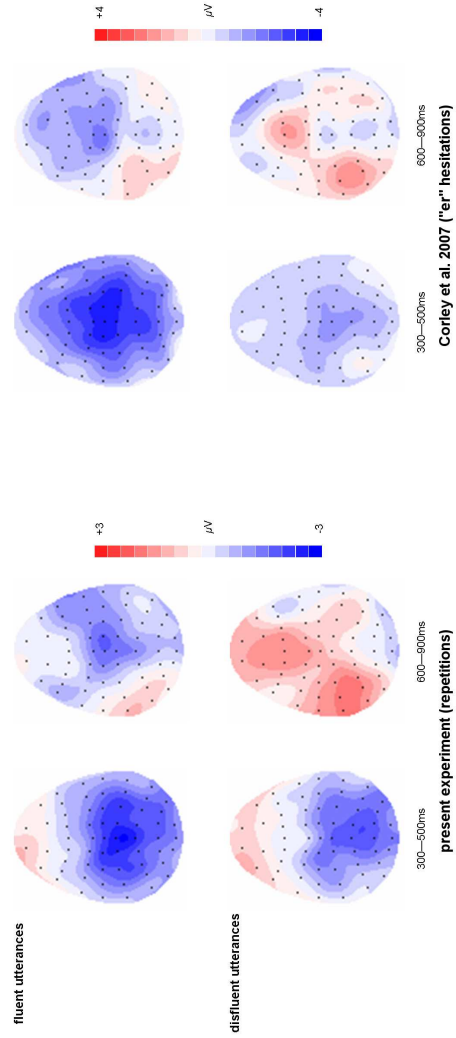 +3
+4
µV
µV
-3
-4
fluent utterances
disfluent utterances
300—500ms
600—900ms
300—500ms
600—900ms
present experiment (repetitions)
Corley et al. 2007 ("er" hesitations)